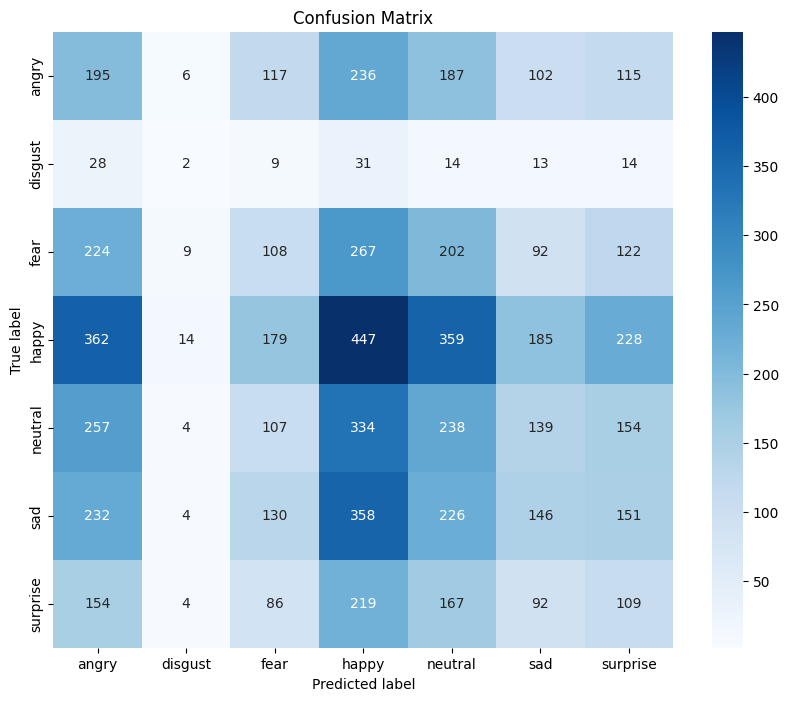 Confusion Matrix
angry 195 6 117 236 187 102 115
disgust 28 2 9 31 14 13 14
fear 224 9 108 267 202 92 122
happy 362 14 179 447 359 185 228
neutral 257 4 107 334 238 139 154
sad 232 4 130 358 226 146 151
surprise 154 4 86 219 167 92 109
angry disgust fear happy neutral sad surprise
Predicted label
True label
400
350
300
250
200
150
100
50